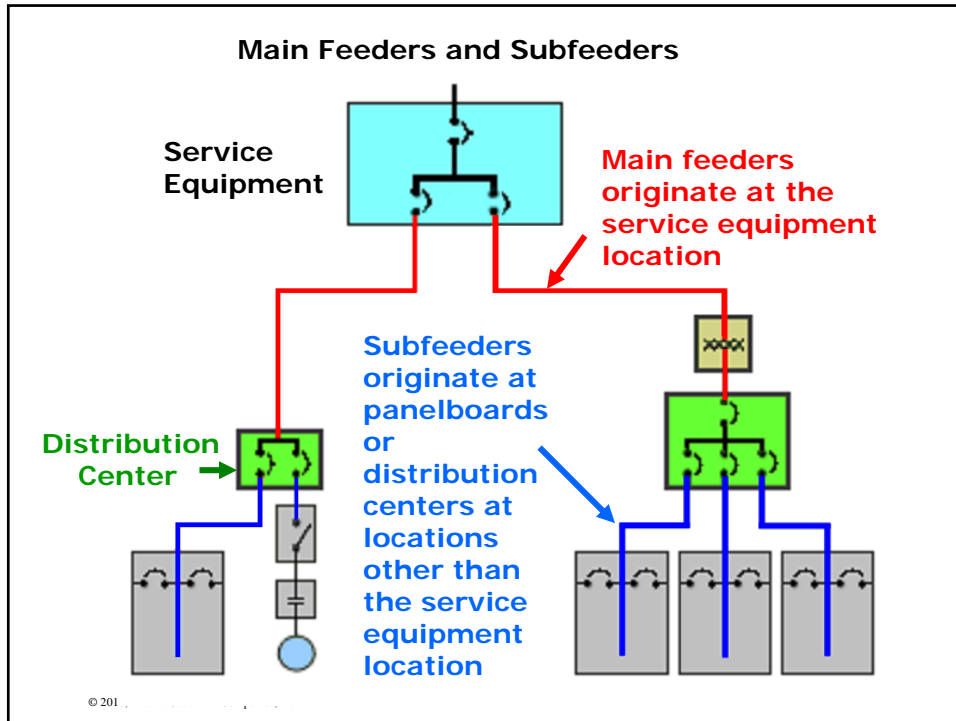 Main Feeders and Subfeeders
Service
Equipment
Main feeders
originate at the
service equipment
location
Subfeeders
originate at
panelboards
or
distribution
centers at
locations
other than
the service
equipment
location
Distribution
Center
©